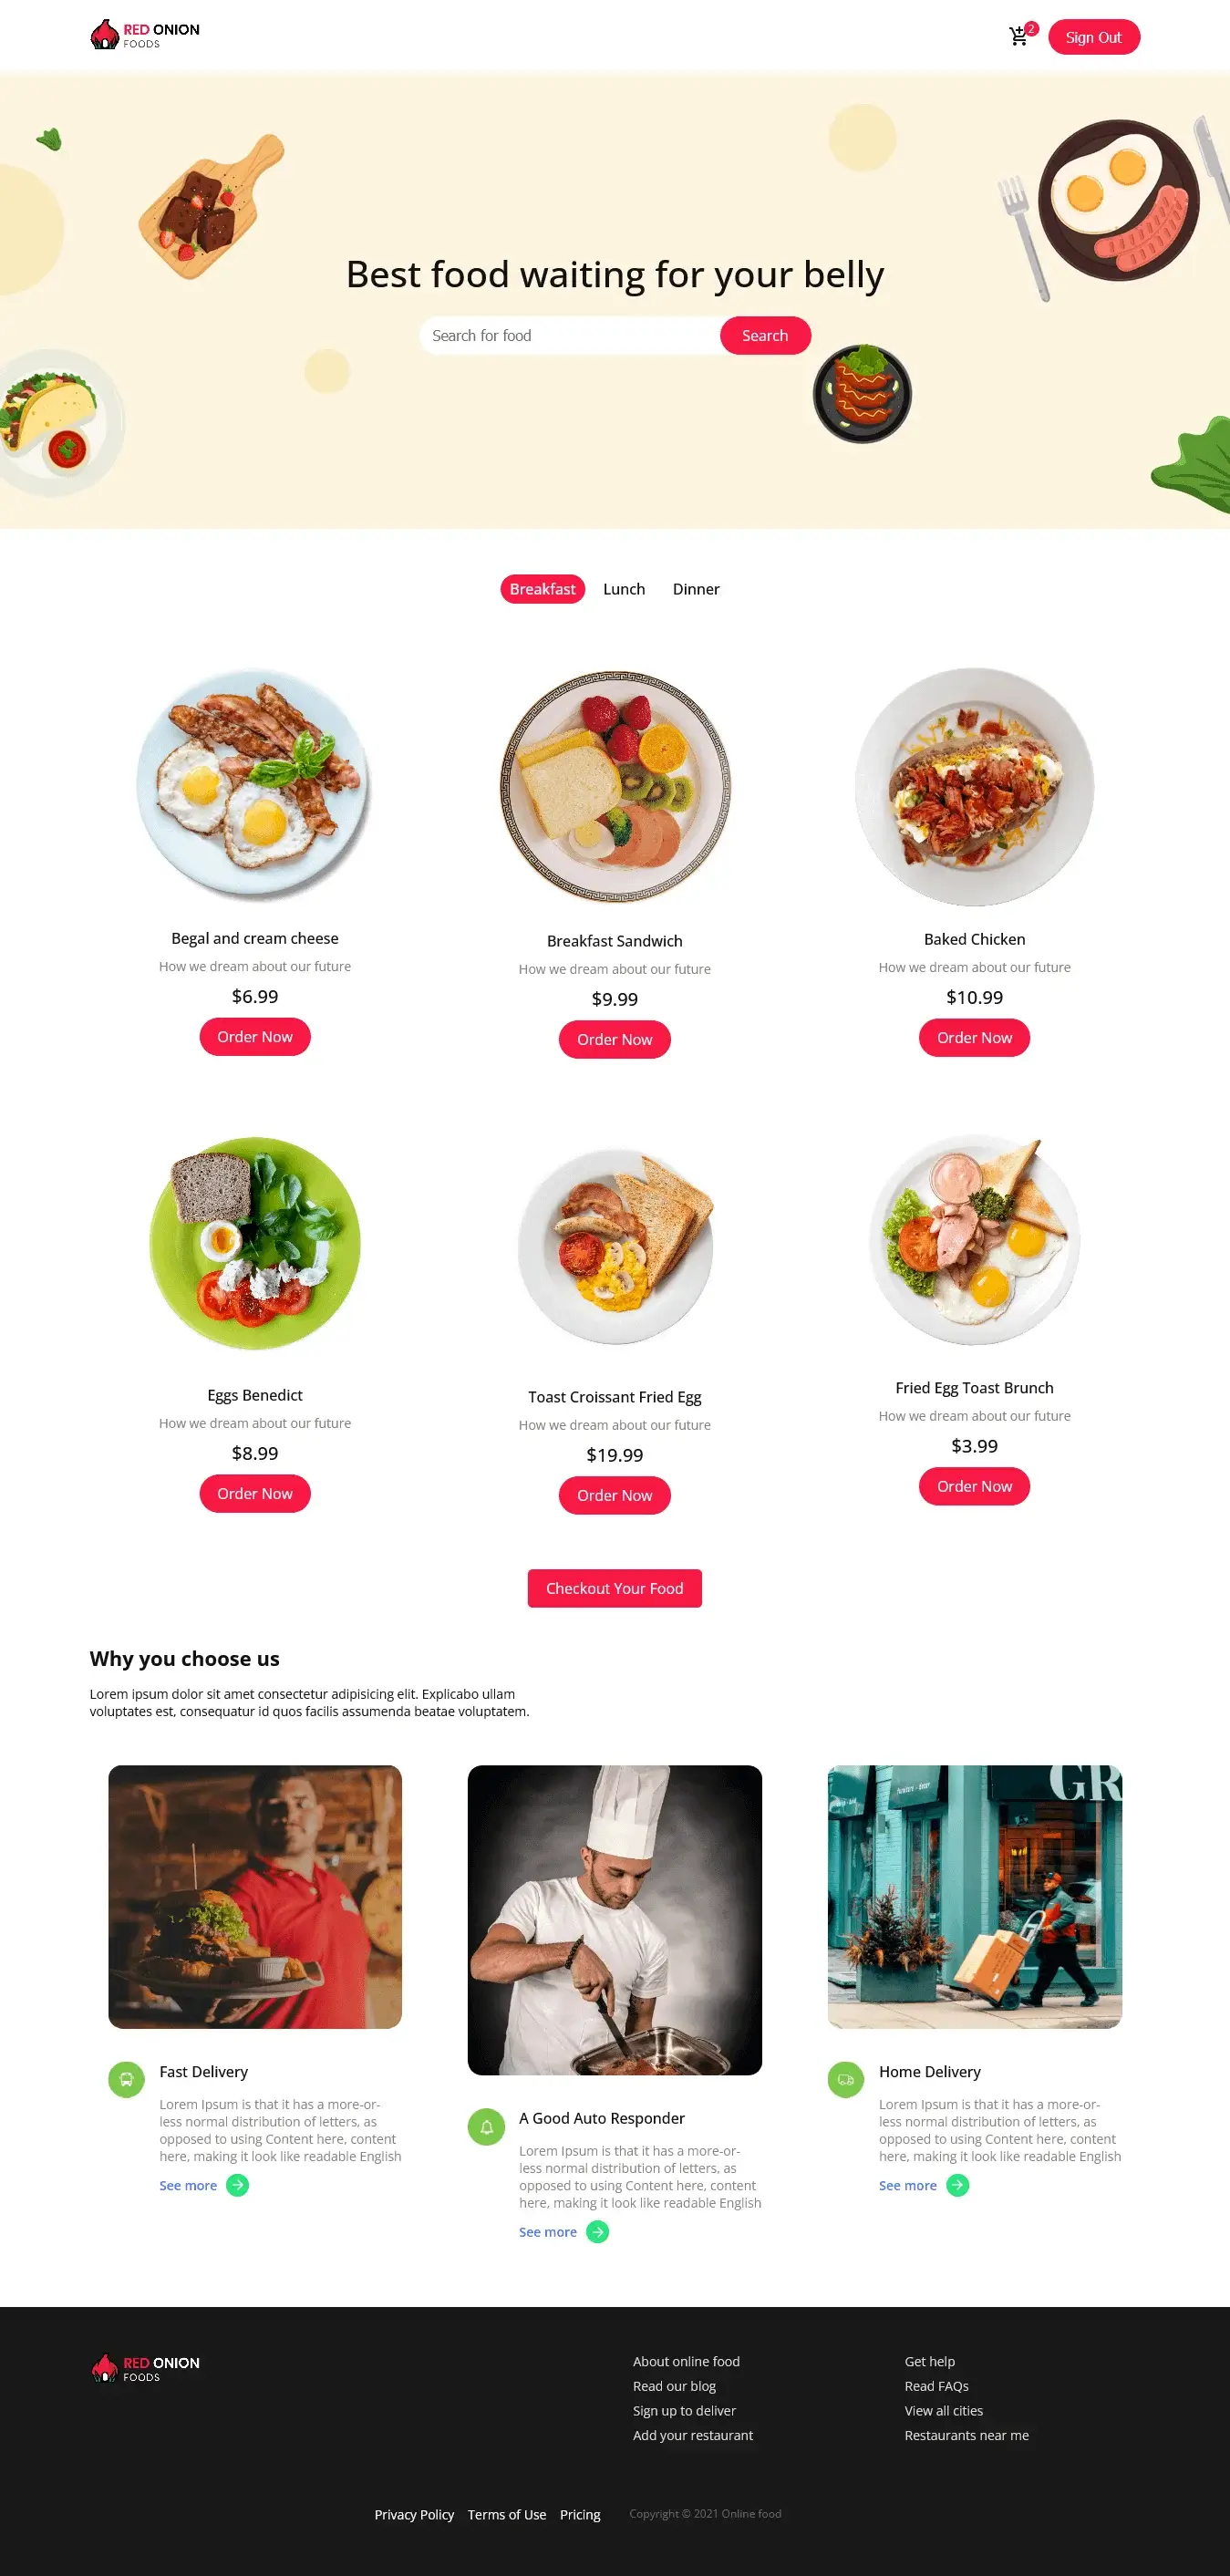 RED ONION
FOODS
2
Sign Out
Best food waiting for your belly
Search for food
Search
Breakfast
Lunch
Dinner
Begal and cream cheese
How we dream about our future
$6.99
Order Now
Breakfast Sandwich
How we dream about our future
$9.99
Order Now
Baked Chicken
How we dream about our future
$10.99
Order Now
Eggs Benedict
How we dream about our future
$8.99
Order Now
Toast Croissant Fried Egg
How we dream about our future
$19.99
Order Now
Fried Egg Toast Brunch
How we dream about our future
$3.99
Order Now
Checkout Your Food
Why you choose us
Lorem ipsum dolor sit amet consectetur adipisicing elit. Explicabo ullam
voluptates est, consequatur id quos facilis assumenda beatae voluptatem.
GR
Fast Delivery
Lorem Ipsum is that it has a more-or-
less normal distribution of letters, as
opposed to using Content here, content
here, making it look like readable English
See more
A Good Auto Responder
Lorem Ipsum is that it has a more-or-
less normal distribution of letters, as
opposed to using Content here, content
here, making it look like readable English
See more
Home Delivery
Lorem Ipsum is that it has a more-or-
less normal distribution of letters, as
opposed to using Content here, content
here, making it look like readable English
See more
RED ONION
FOODS
About online food
Read our blog
Sign up to deliver
Add your restaurant
Get help
Read FAQs
View all cities
Restaurants near me
Privacy Policy
Terms of Use
Pricing
Copyright © 2021 Online food